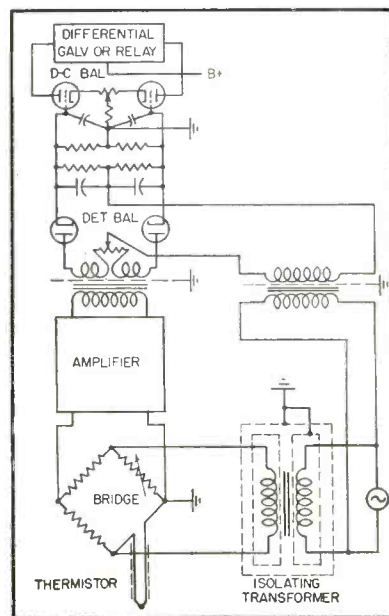 DIFFERENTIAL
GALV OR RELAY
D-C BAL
B+
DET BAL
AMPLIFIER
BRIDGE
THERMISTOR
ISOLATING
TRANSFORMER